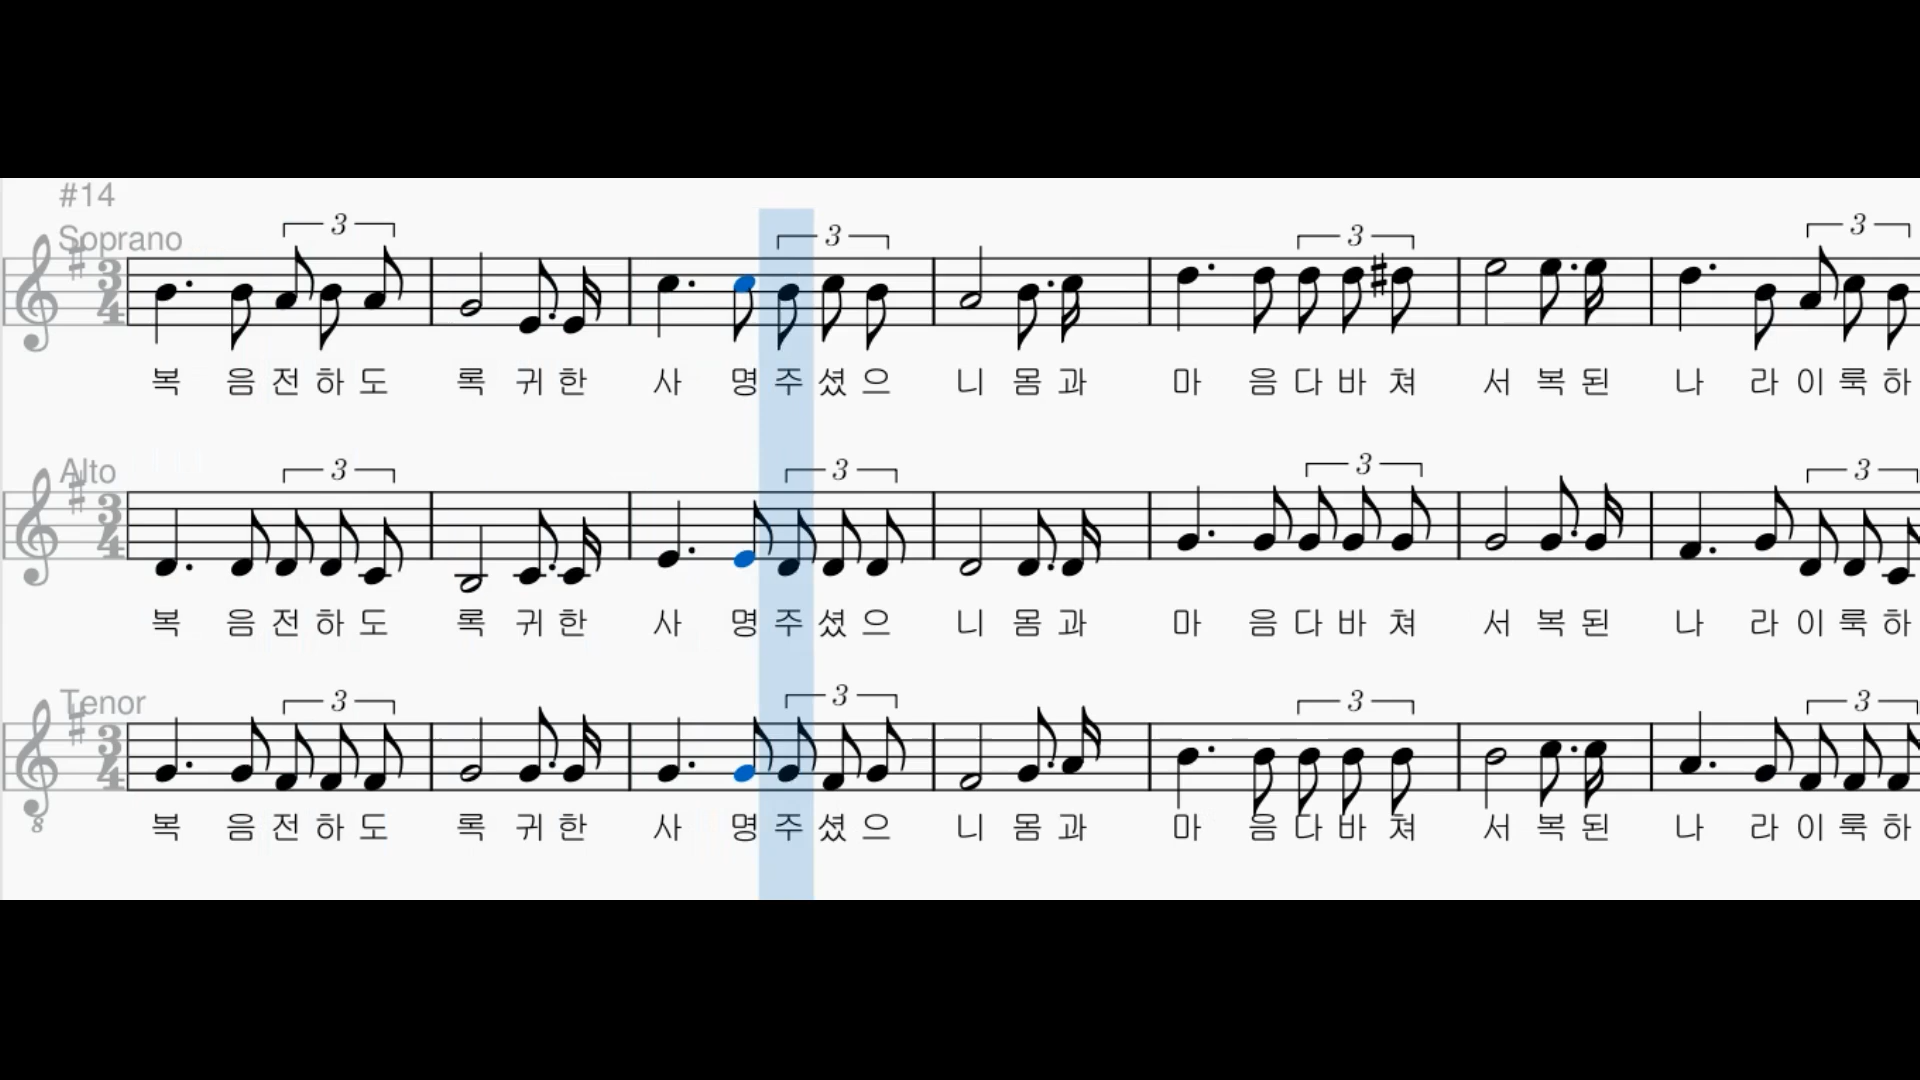 #14
Soprano
3 3 3 3
복 음 전 하 도 록 귀 한 사 명 주 셨 으 니 몸 과 마 음 다 바 쳐 서 복 된 나 라 이 룩 하
Alto
3 3 3 3
복 음 전 하 도 록 귀 한 사 명 주 셨 으 니 몸 과 마 음 다 바 쳐 서 복 된 나 라 이 룩 하
Tenor
3 3 3 3
8
복 음 전 하 도 록 귀 한 사 명 주 셨 으 니 몸 과 마 음 다 바 쳐 서 복 된 나 라 이 룩 하